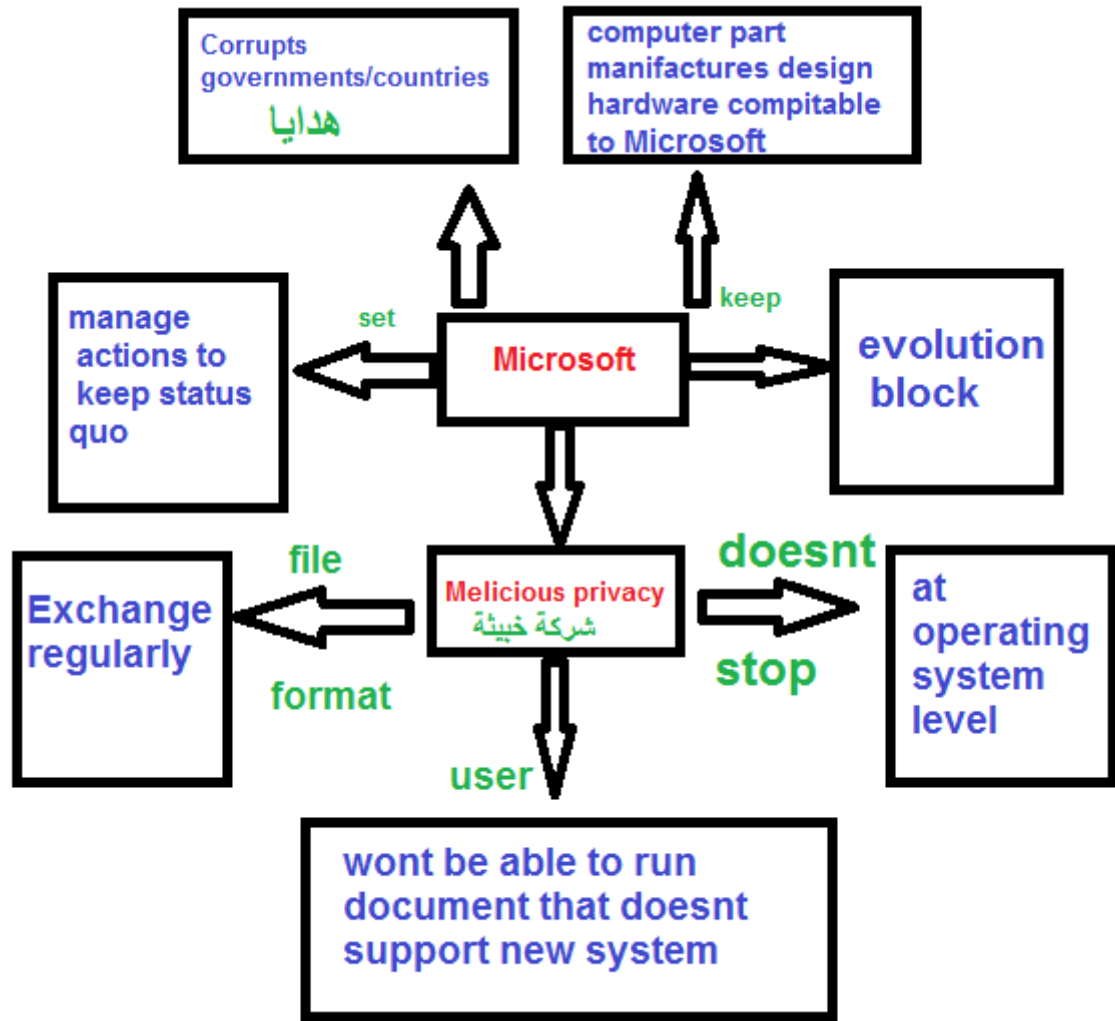 Corrupts
governments/countries
هدايا
computer part
manifactures design
hardware compitable
to Microsoft
set
keep
manage
actions to
keep status
quo
Microsoft
evolution
block
file
format
Exchange
regularly
Melicious privacy
شركة خبيثة
doesnt
stop
at
operating
system
level
user
wont be able to run
document that doesnt
support new system